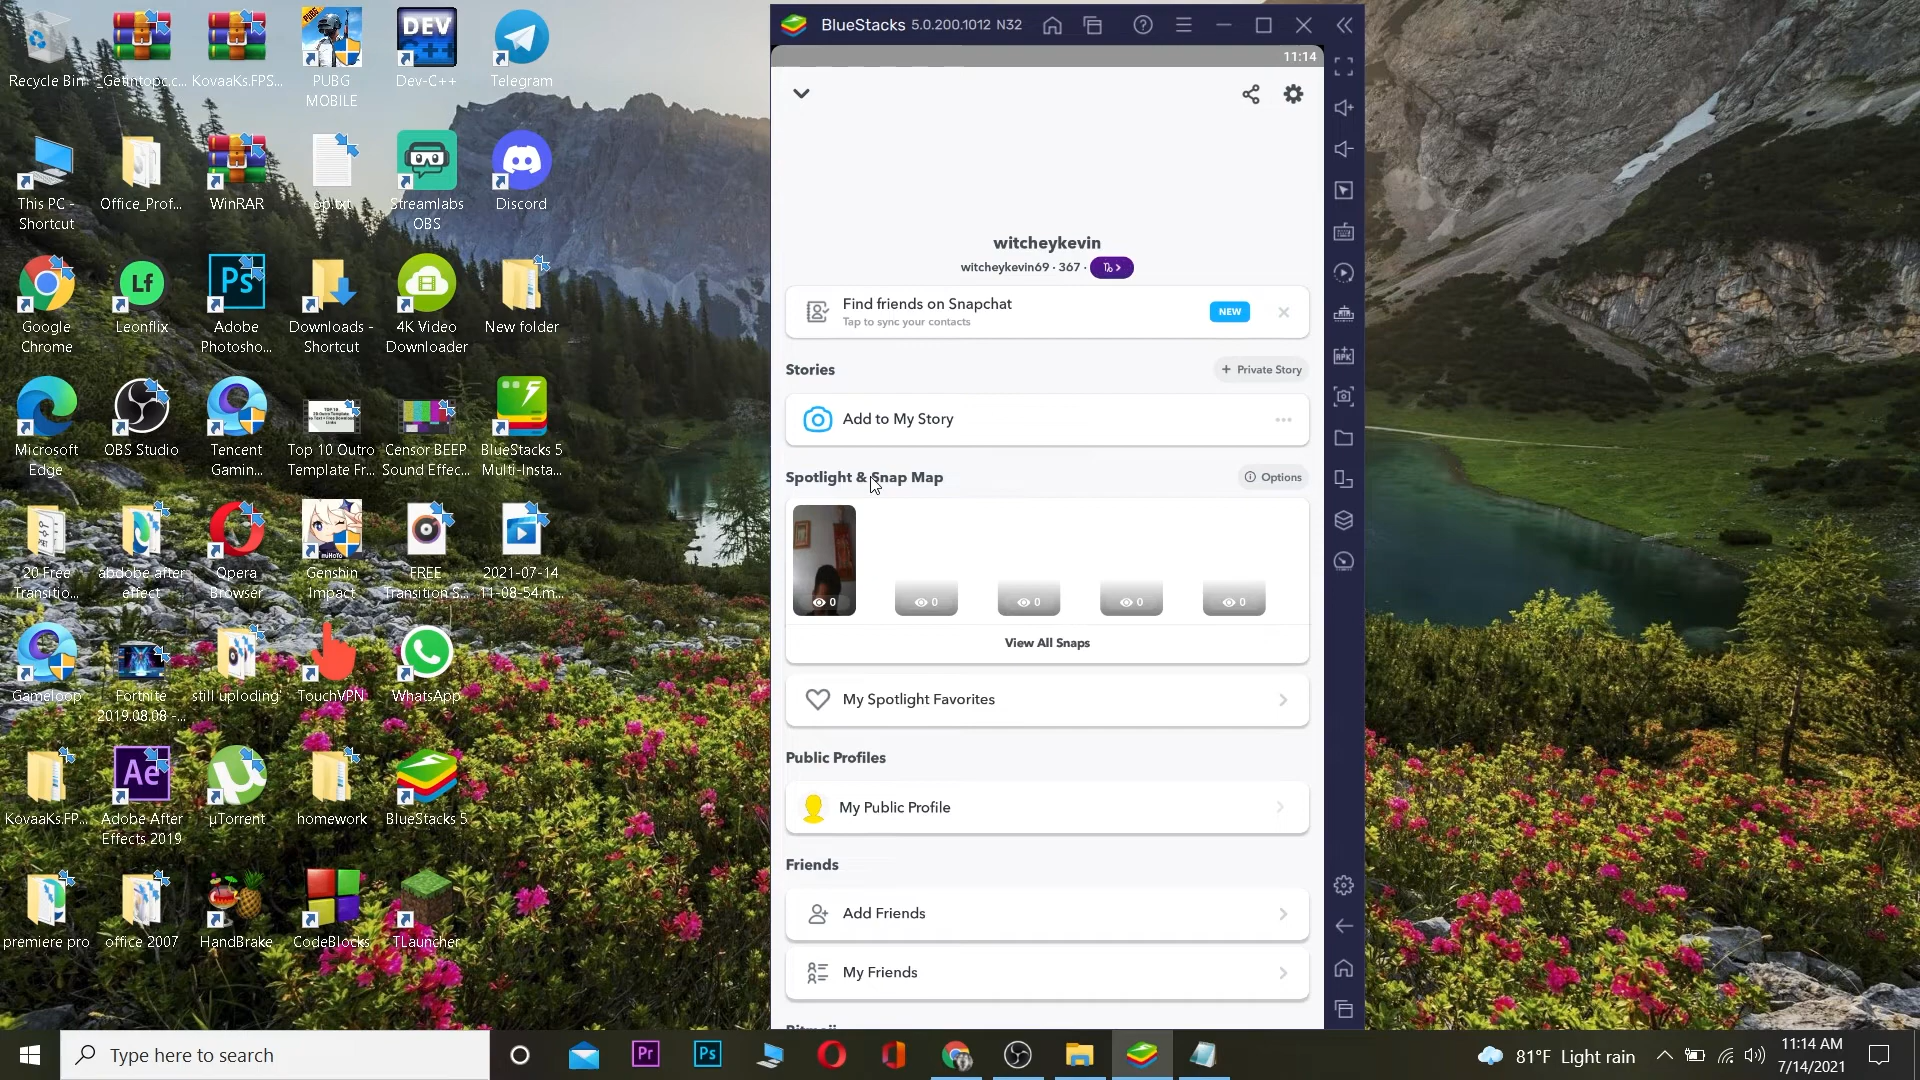 Recycle Bin
_Getintopc.c...
KovaaKs.FPS...
PUBG
MOBILE
DEV
C++
Dev-C++
Telegram
This PC -
Shortcut
Office_Prof...
WinRAR
op.txt
Streamlabs
OBS
Discord
Google
Chrome
Lf
Leonflix
Ps
Adobe
Photosho...
Downloads -
Shortcut
4K Video
Downloader
New folder
Microsoft
Edge
OBS Studio
Tencent
Gamin...
Top 10 Outro
Template Fr...
Censor BEEP
Sound Effec...
BlueStacks 5
Multi-Insta...
20 Free
Transitio...
abdobe after
effect
Opera
Browser
Genshin
Impact
FREE
Transition S...
2021-07-14
11-08-54.m...
Gameloop
Fortnite
2019.08.08 -...
still uploding'
TouchVPN
WhatsApp
KovaaKs.FP...
Ae
Adobe After
Effects 2019
µTorrent
homework
BlueStacks 5
premiere pro
office 2007
HandBrake
CodeBlocks
TLauncher
BlueStacks 5.0.200.1012 N32
11:14
witcheykevin
witcheykevin69 · 367 · ♑ >
Find friends on Snapchat
Tap to sync your contacts
NEW
Stories
+ Private Story
Add to My Story
Spotlight & Snap Map
Options
0
0
0
0
0
View All Snaps
My Spotlight Favorites
Public Profiles
My Public Profile
Friends
Add Friends
My Friends
Bitmoji
Type here to search
Pr
Ps
81°F Light rain
11:14 AM
7/14/2021